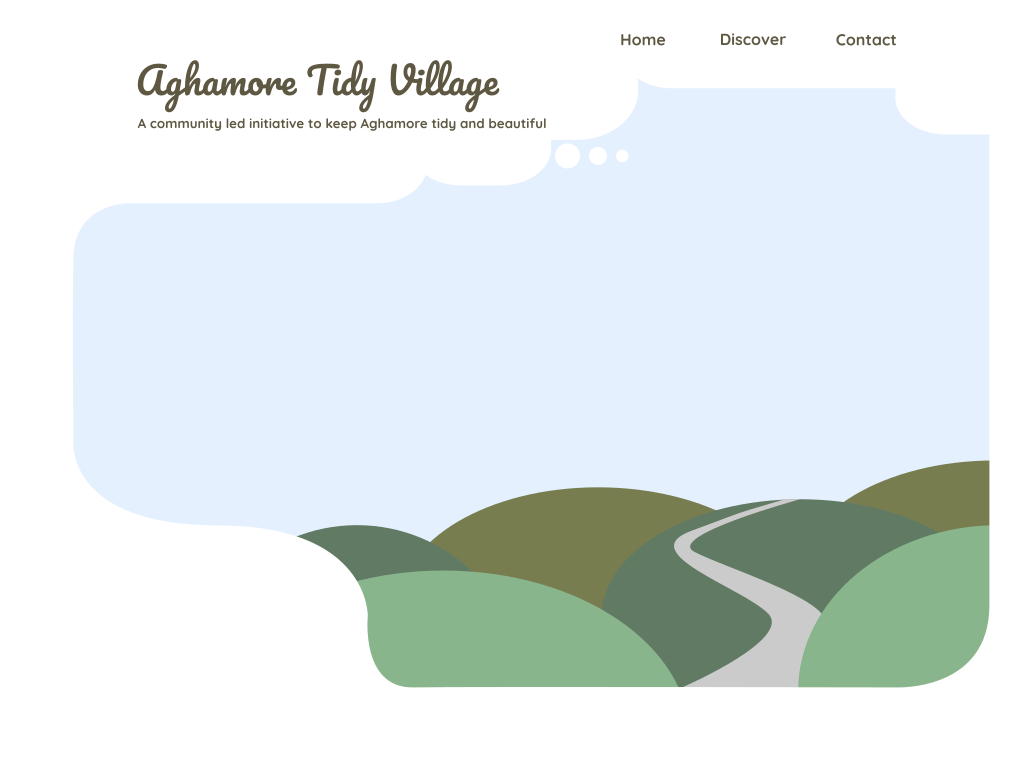 Home Discover Contact
Aghamore Tidy Village
A community led initiative to keep Aghamore tidy and beautiful